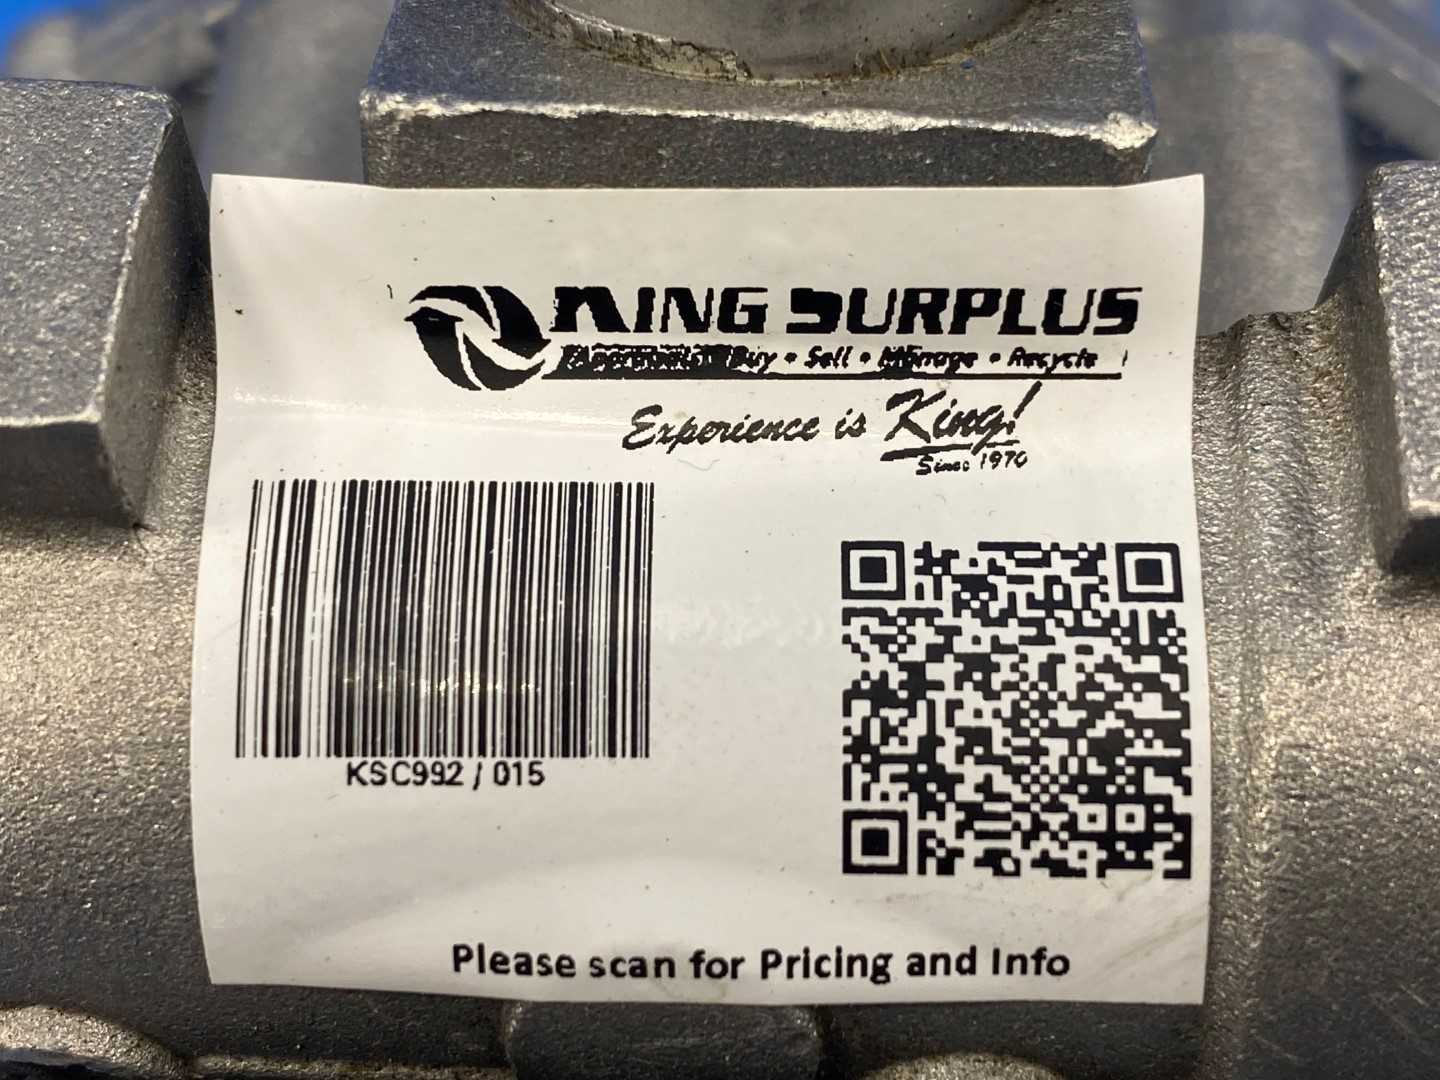 KING SURPLUS
(Appraisals) Buy • Sell • Manage • Recycle
Experience is King!
Since 1970
KSC992 / 015
Please scan for Pricing and Info